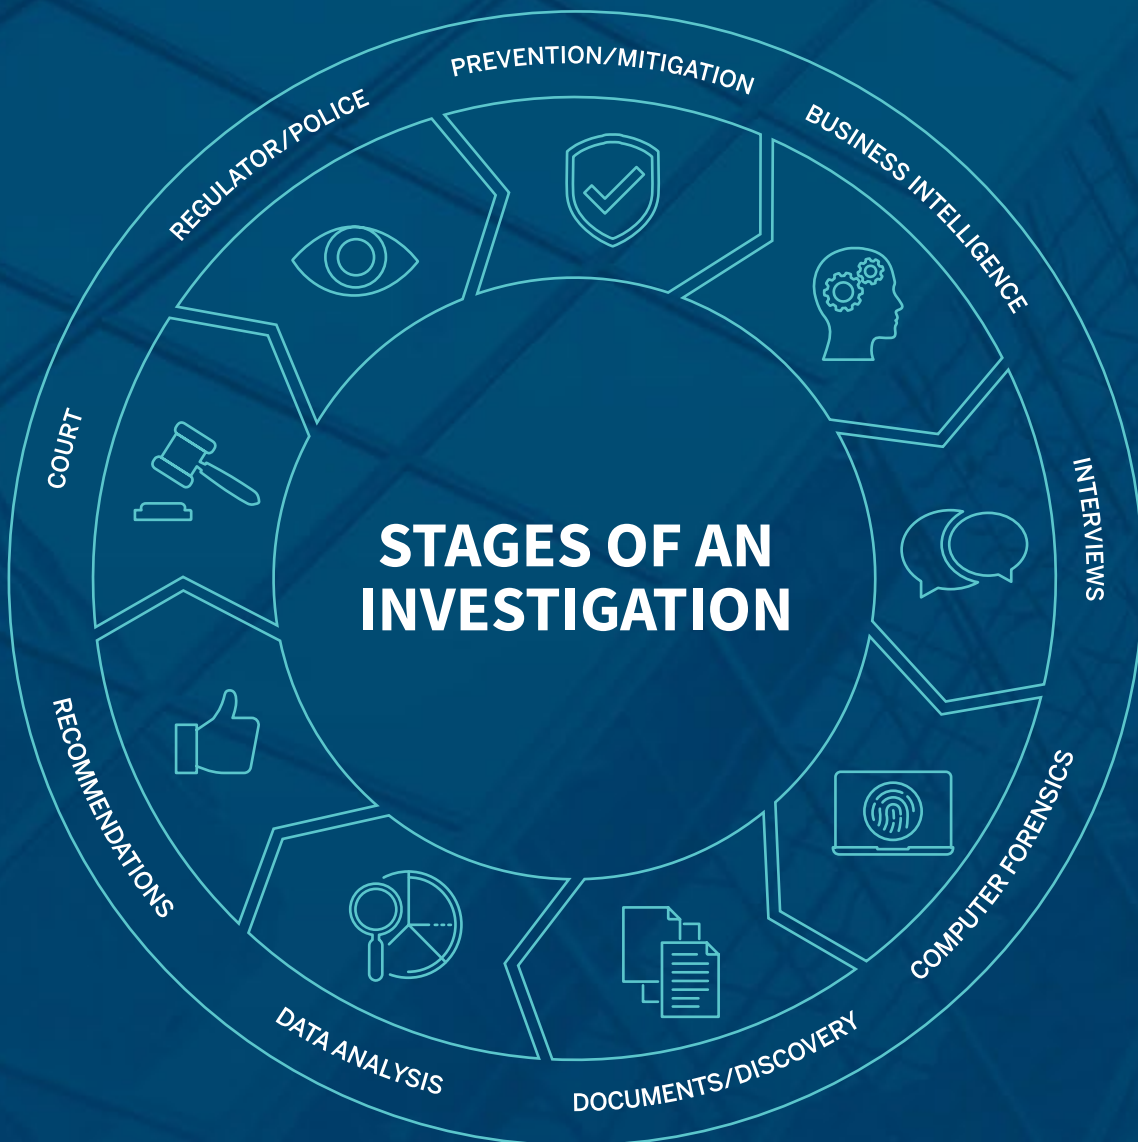 PREVENTION/MITIGATION
BUSINESS INTELLIGENCE
INTERVIEWS
COMPUTER FORENSICS
DOCUMENTS/DISCOVERY
DATA ANALYSIS
RECOMMENDATIONS
COURT
REGULATOR/POLICE
STAGES OF AN
INVESTIGATION